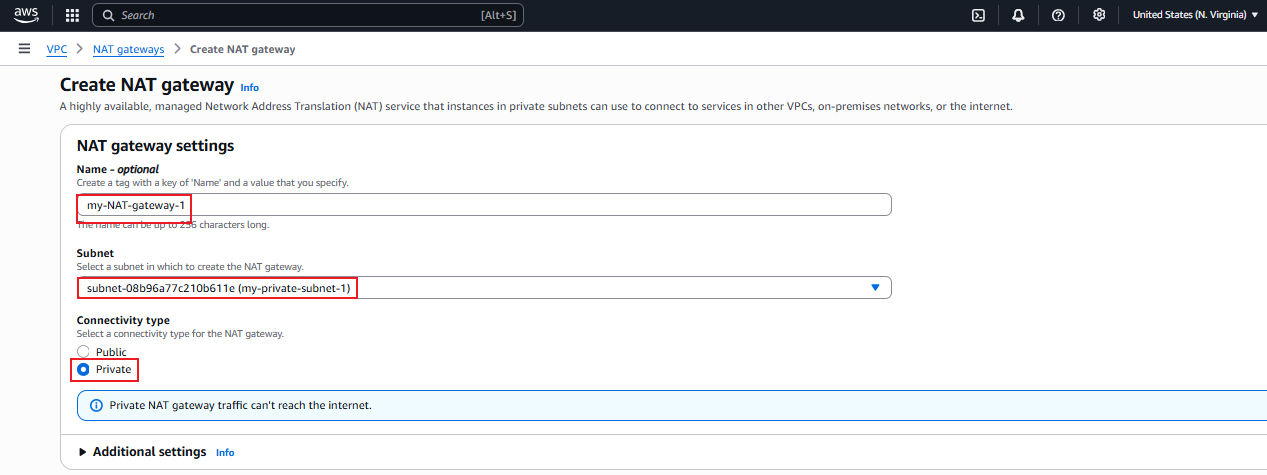 aws
Search [Alt+S]
United States (N. Virginia)
VPC > NAT gateways > Create NAT gateway
Create NAT gateway Info
A highly available, managed Network Address Translation (NAT) service that instances in private subnets can use to connect to services in other VPCs, on-premises networks, or the internet.
NAT gateway settings
Name - optional
Create a tag with a key of 'Name' and a value that you specify.
my-NAT-gateway-1
The name can be up to 256 characters long.
Subnet
Select a subnet in which to create the NAT gateway.
subnet-08b96a77c210b611e (my-private-subnet-1)
Connectivity type
Select a connectivity type for the NAT gateway.
Public
Private
Private NAT gateway traffic can't reach the internet.
Additional settings Info